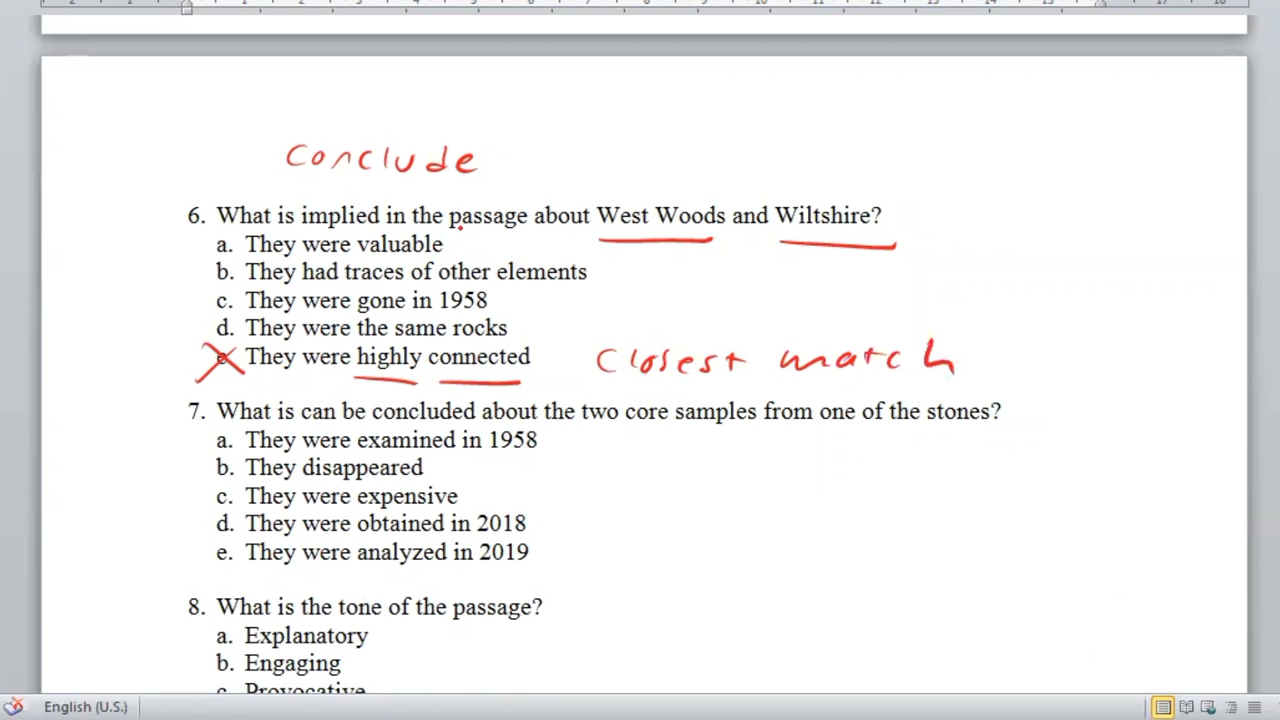 Conclude
6. What is implied in the passage about West Woods and Wiltshire?
a. They were valuable
b. They had traces of other elements
c. They were gone in 1958
d. They were the same rocks
e. They were highly connected closest match
7. What is can be concluded about the two core samples from one of the stones?
a. They were examined in 1958
b. They disappeared
c. They were expensive
d. They were obtained in 2018
e. They were analyzed in 2019
8. What is the tone of the passage?
a. Explanatory
b. Engaging
c. Provocative
English (U.S.)